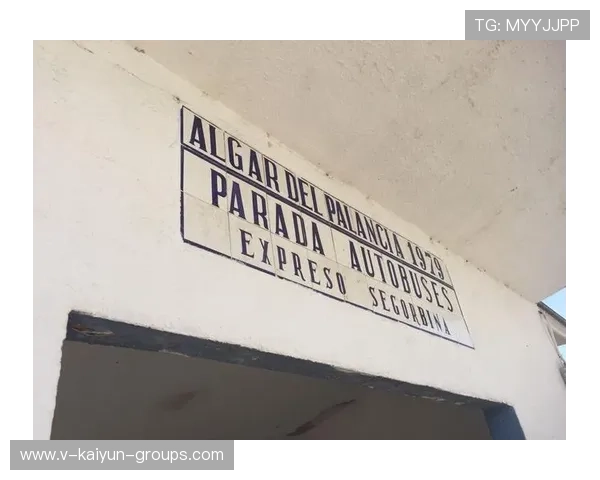 TG: MYYJJPP
ALGAR DEL PALANCIA 1979
PARADA AUTOBUSES
EXPRESO SEGORBINA
www.v-kaiyun-groups.com